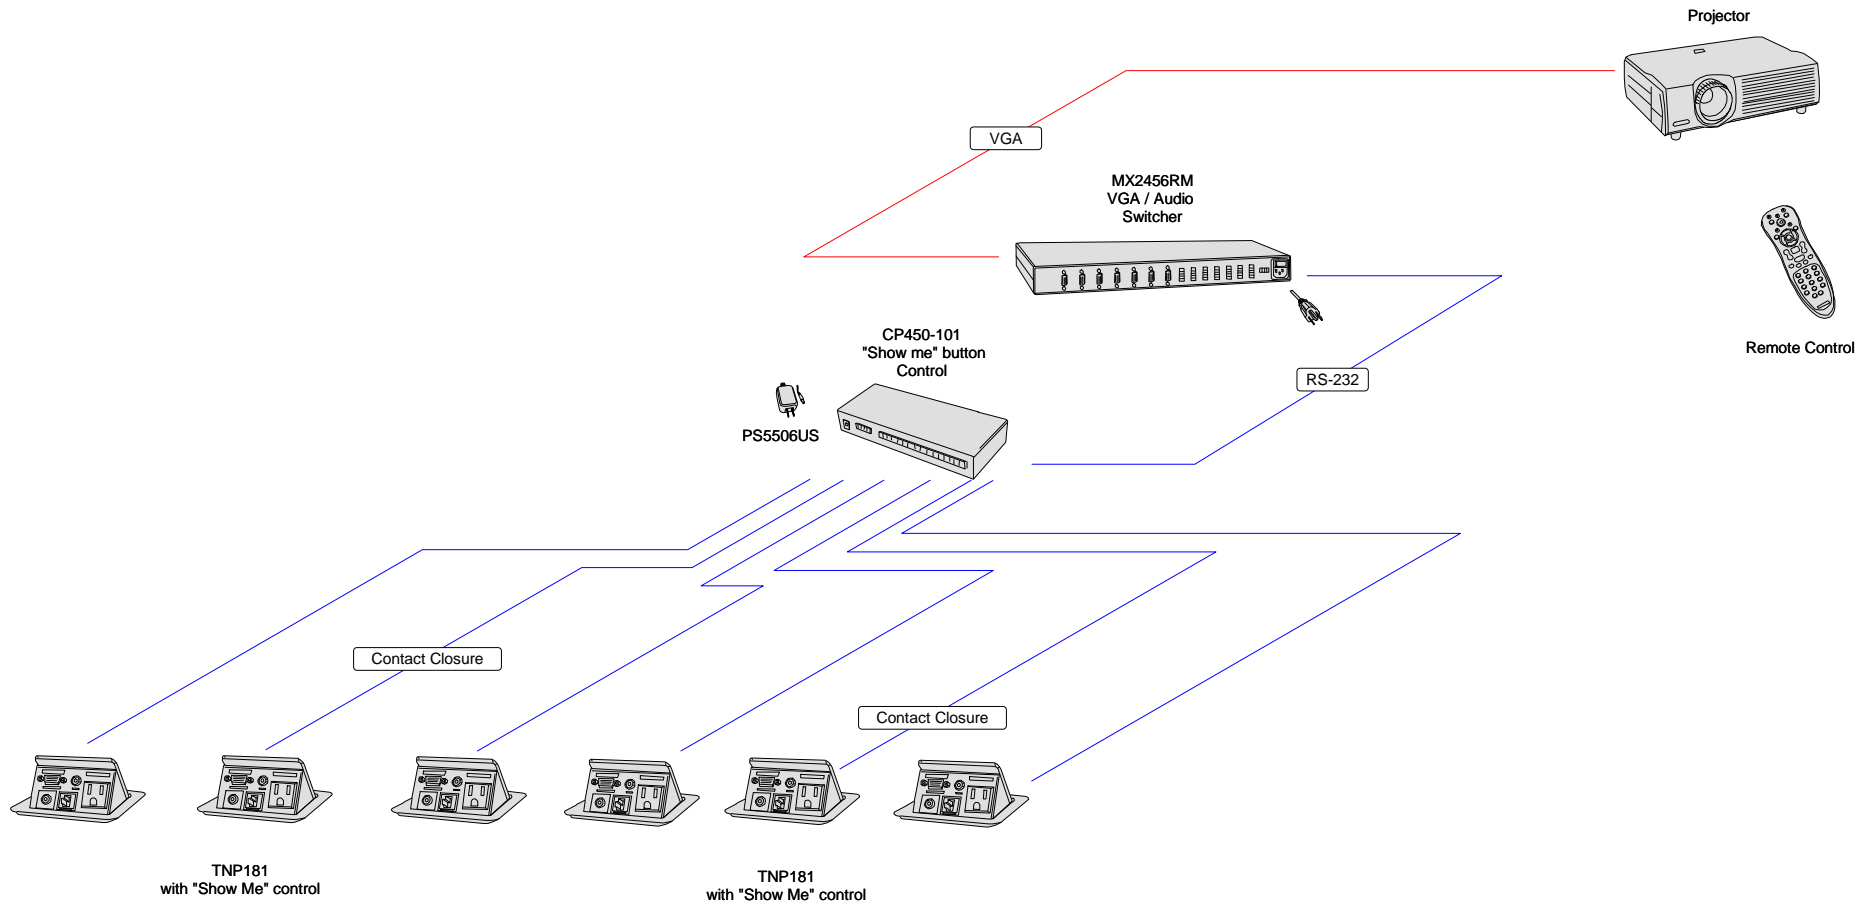 Projector
VGA
MX2456RM
VGA / Audio
Switcher
CP450-101
"Show me" button
Control
Remote Control
RS-232
PS5506US
Contact Closure
Contact Closure
TNP181
with "Show Me" control
TNP181
with "Show Me" control